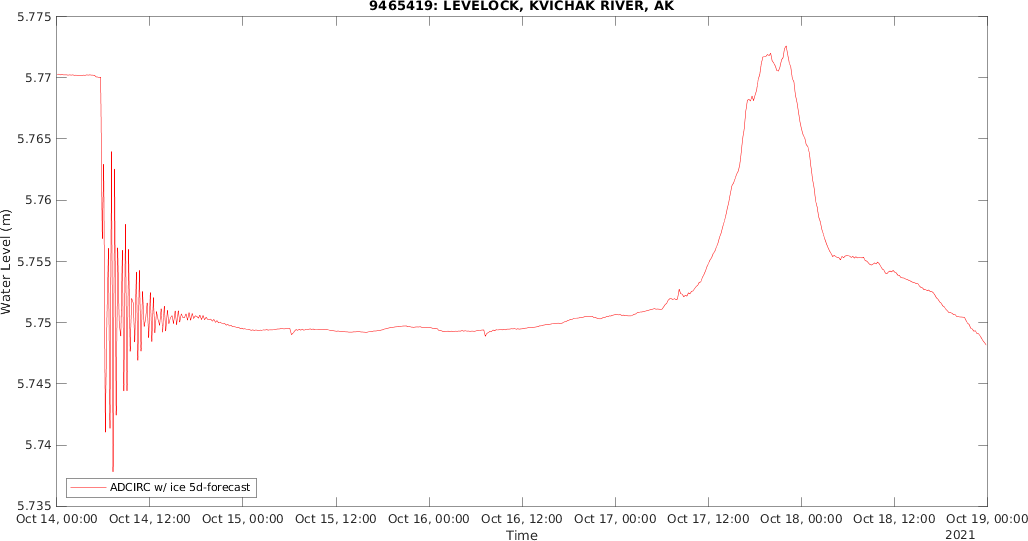 9465419: LEVELOCK, KVICHAK RIVER, AK
5.775
5.77
5.765
5.76
5.755
5.75
5.745
5.74
5.735
Water Level (m)
ADCIRC w/ ice 5d-forecast
Oct 14, 00:00 Oct 14, 12:00 Oct 15, 00:00 Oct 15, 12:00 Oct 16, 00:00 Oct 16, 12:00 Oct 17, 00:00 Oct 17, 12:00 Oct 18, 00:00 Oct 18, 12:00 Oct 19, 00:00
Time
2021